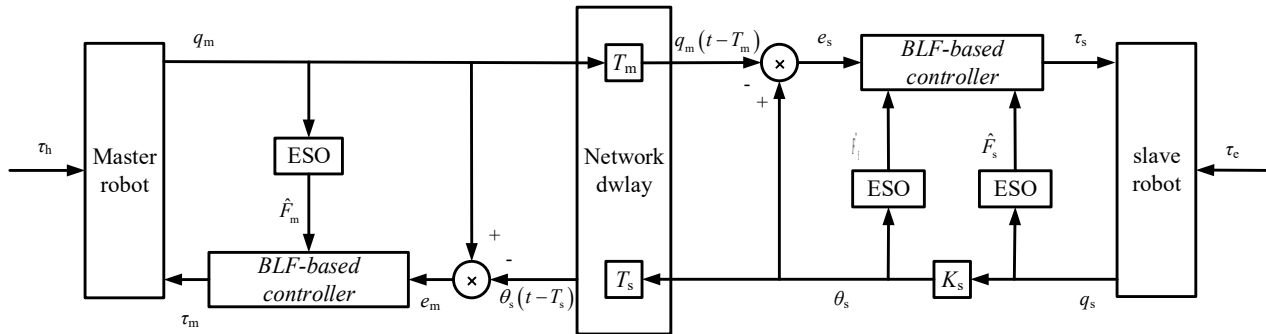 q_m
T_m
q_m(t−T_m)
-
+
×
e_s
BLF-based
controller
τ_s
τ_h
Master
robot
ESO
F̂_m
Network
dwlay
F̂_s
ESO
ESO
slave
robot
τ_e
+
-
×
BLF-based
controller
τ_m
e_m
θ_s(t−T_s)
T_s
θ_s
K_s
q_s